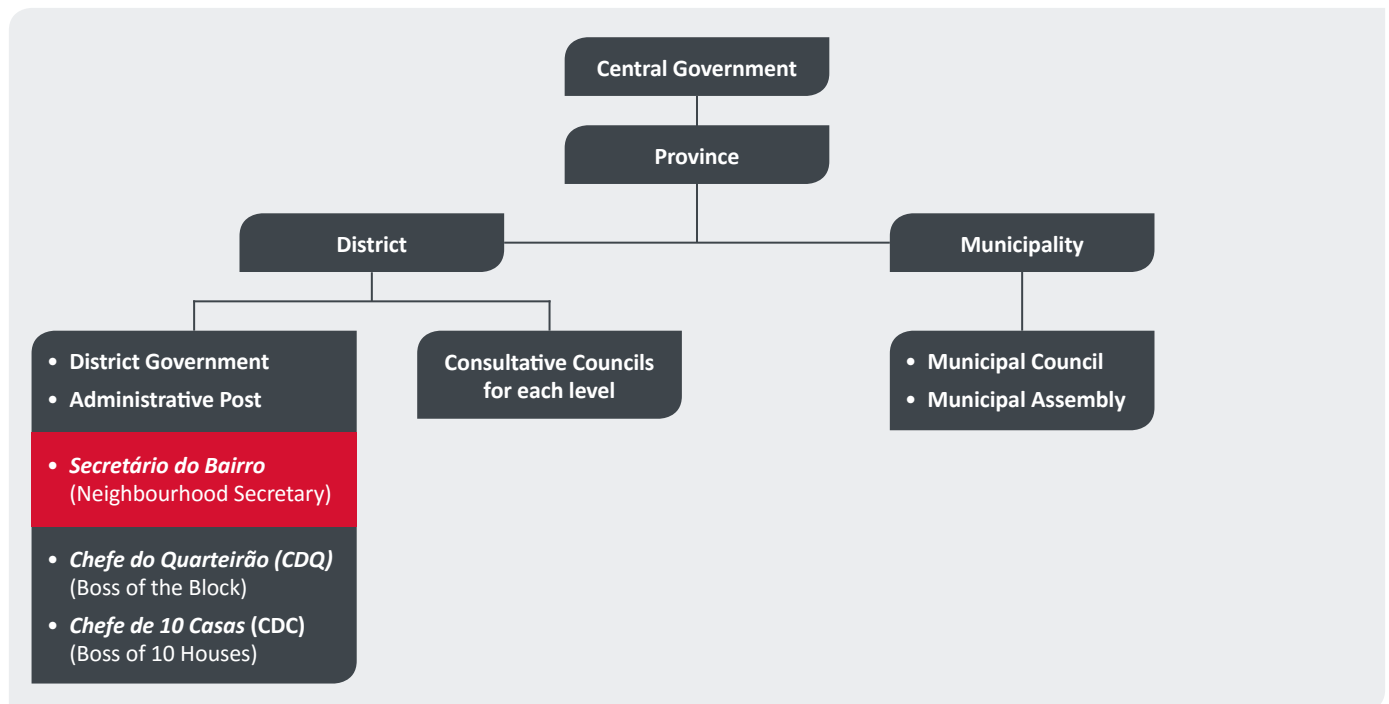 Central Government
Province
District
Municipality
• District Government
• Administrative Post
• Secretário do Bairro
(Neighbourhood Secretary)
• Chefe do Quarteirão (CDQ)
(Boss of the Block)
• Chefe de 10 Casas (CDC)
(Boss of 10 Houses)
Consultative Councils
for each level
• Municipal Council
• Municipal Assembly